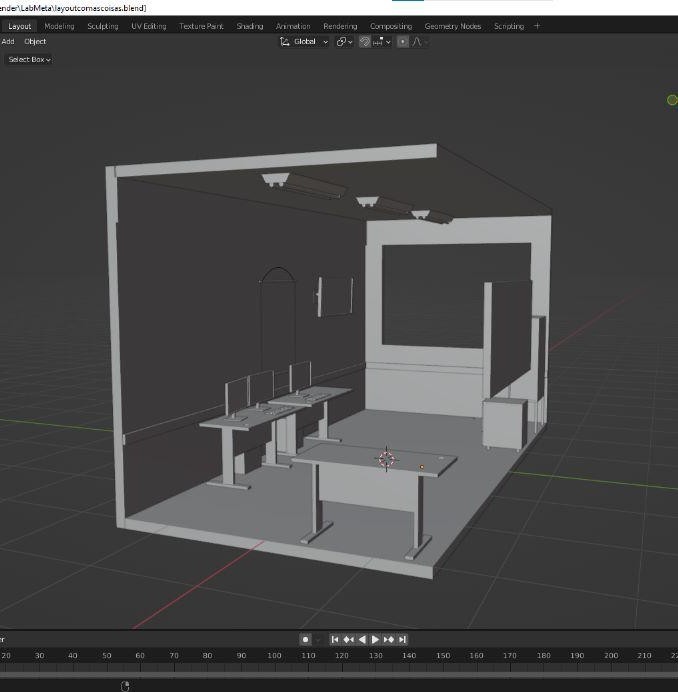 ender\LabMeta\layoutcomascoisas.blend]
Layout Modeling Sculpting UV Editing Texture Paint Shading Animation Rendering Compositing Geometry Nodes Scripting +
Add Object Global
Select Box
er
20 30 40 50 60 70 80 90 100 110 120 130 140 150 160 170 180 190 200 210 22